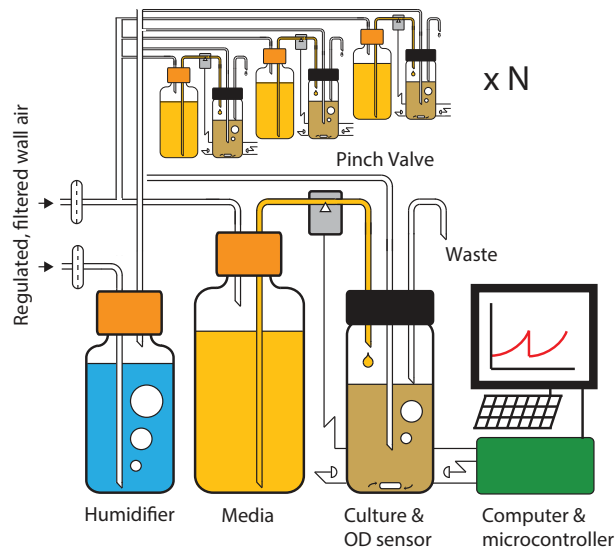 x N
Pinch Valve
Regulated, filtered wall air
Waste
Humidifier
Media
Culture &
OD sensor
Computer &
microcontroller